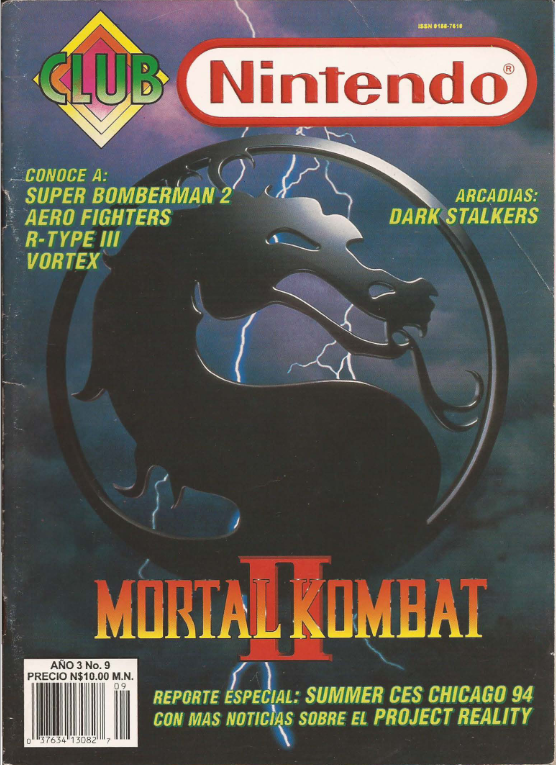 ISSN 0188-7610
CLUB
Nintendo®
CONOCE A:
SUPER BOMBERMAN 2
AERO FIGHTERS
R-TYPE III
VORTEX
ARCADIAS:
DARK STALKERS
MORTAL KOMBAT
II
AÑO 3 No. 9
PRECIO N$10.00 M.N.
09
0 37634 13082 7
REPORTE ESPECIAL: SUMMER CES CHICAGO 94
CON MAS NOTICIAS SOBRE EL PROJECT REALITY